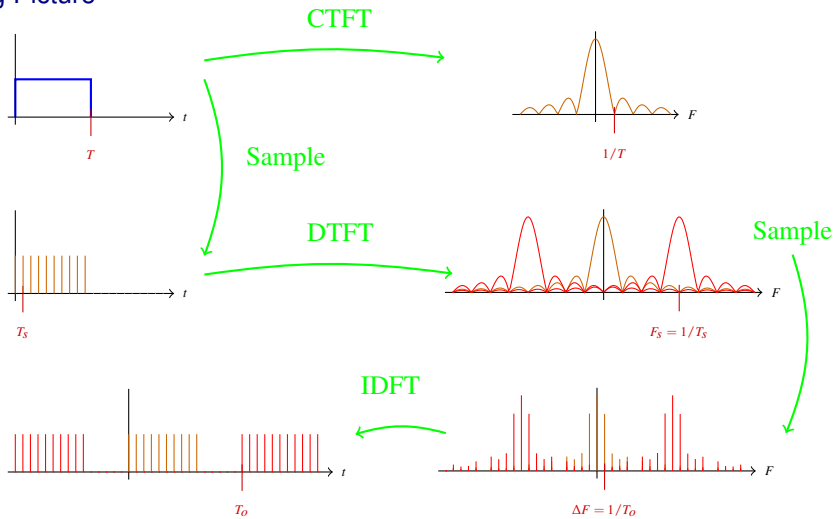 g Picture
CTFT
t
T
F
1/T
Sample
DTFT
Sample
t
T_s
F
F_s = 1/T_s
IDFT
t
T_o
F
ΔF = 1/T_o